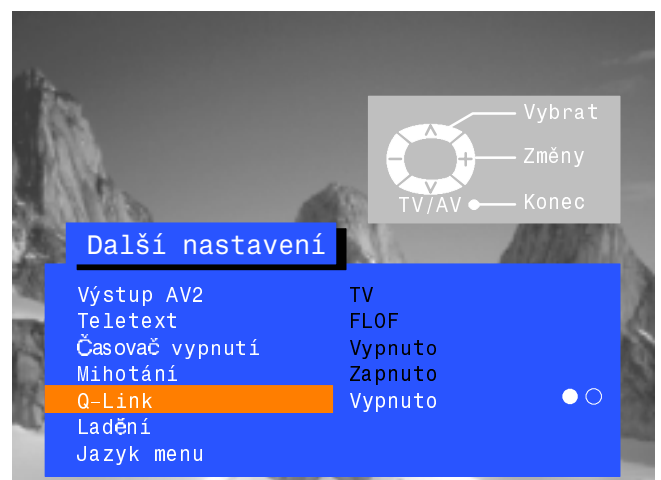 Vybrat
Změny
TV/AV Konec
Další nastavení
Výstup AV2 TV
Teletext FLOF
Časovač vypnutí Vypnuto
Mihotání Zapnuto
Q-Link Vypnuto
Ladění
Jazyk menu